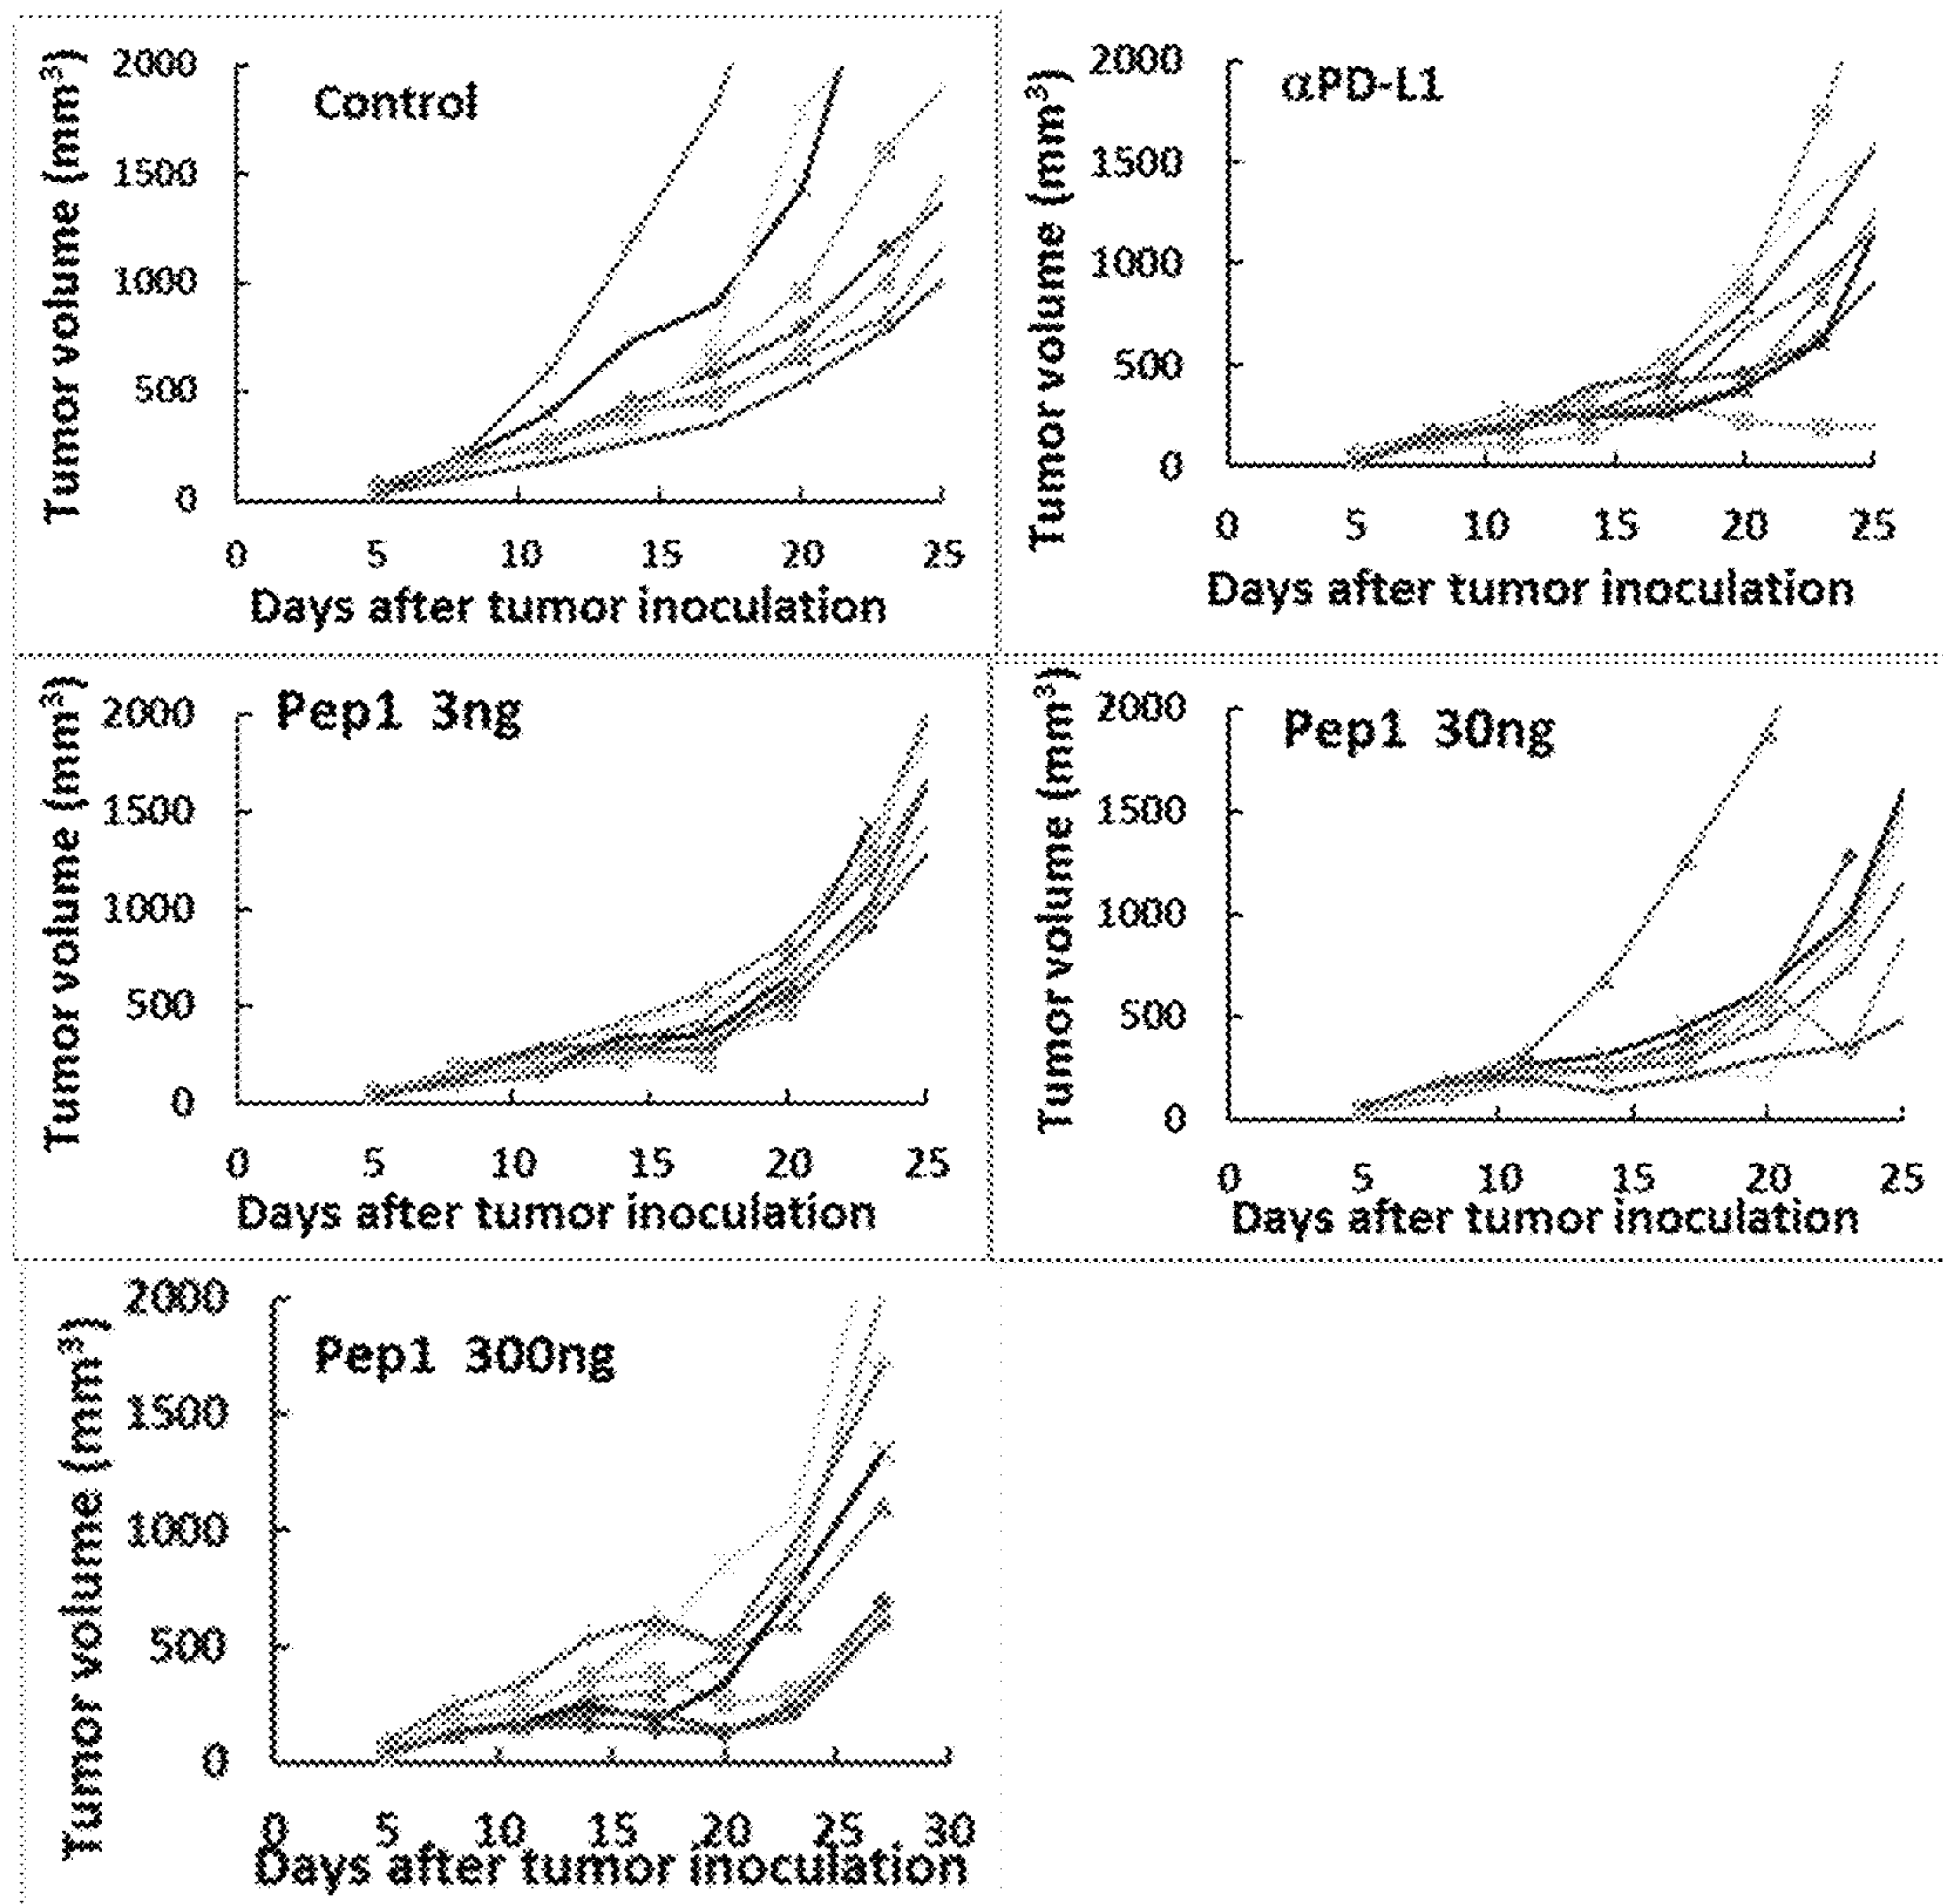 Control
Tumor volume (mm³)
2000
1500
1000
500
0
0 5 10 15 20 25
Days after tumor inoculation
αPD-L1
Tumor volume (mm³)
2000
1500
1000
500
0
0 5 10 15 20 25
Days after tumor inoculation
Pep1 3ng
Tumor volume (mm³)
2000
1500
1000
500
0
0 5 10 15 20 25
Days after tumor inoculation
Pep1 30ng
Tumor volume (mm³)
2000
1500
1000
500
0
0 5 10 15 20 25
Days after tumor inoculation
Pep1 300ng
Tumor volume (mm³)
2000
1500
1000
500
0
0 5 10 15 20 25 30
Days after tumor inoculation